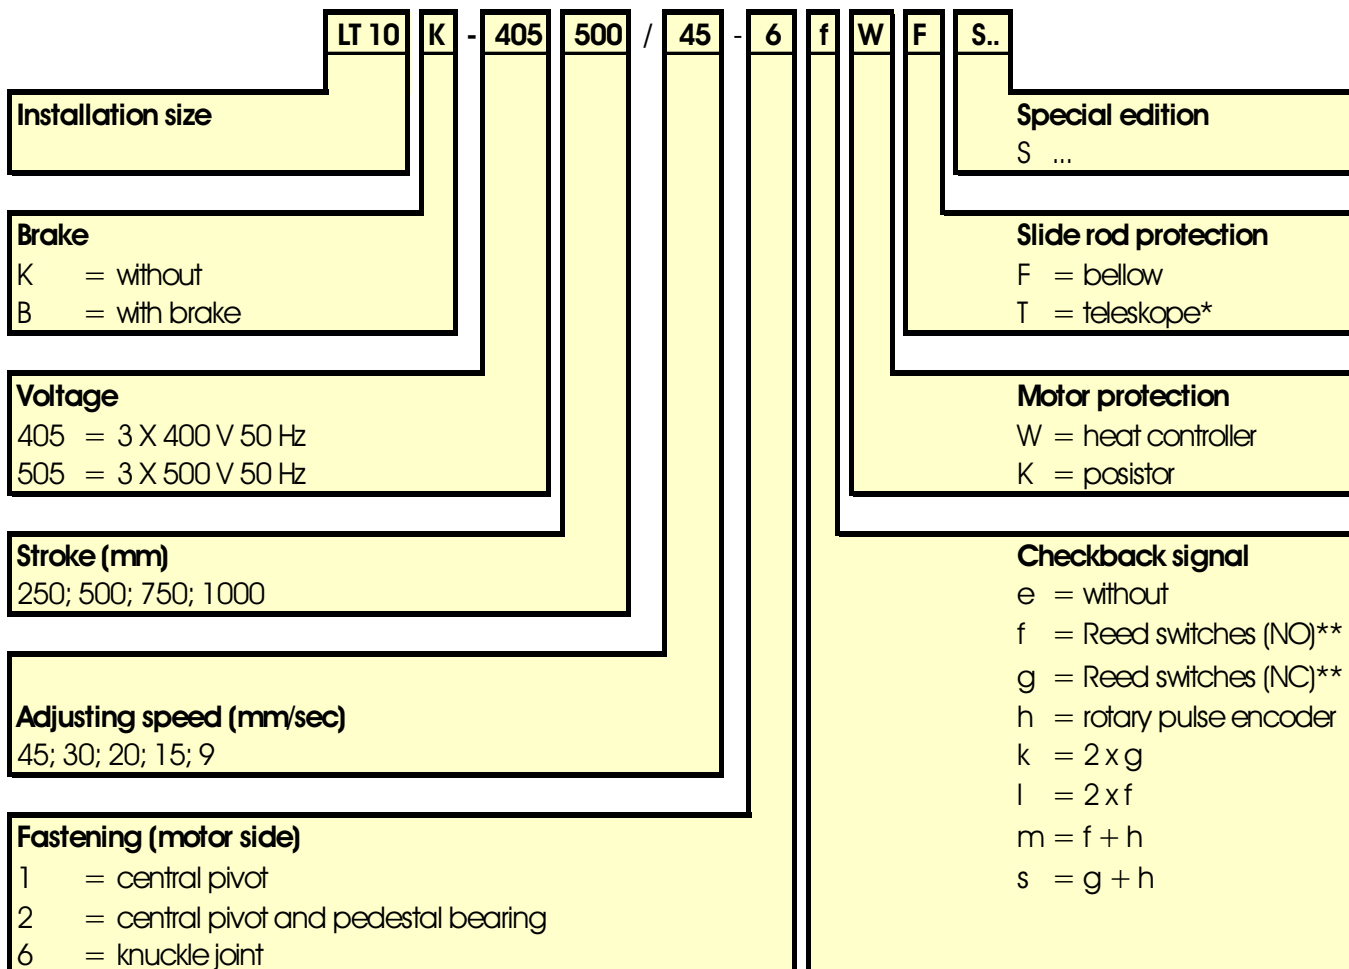 LT 10 K - 405 500 / 45 - 6 f W F S..
Installation size
Brake
K = without
B = with brake
Voltage
405 = 3 X 400 V 50 Hz
505 = 3 X 500 V 50 Hz
Stroke (mm)
250; 500; 750; 1000
Adjusting speed (mm/sec)
45; 30; 20; 15; 9
Fastening (motor side)
1 = central pivot
2 = central pivot and pedestal bearing
6 = knuckle joint
Special edition
S ...
Slide rod protection
F = bellow
T = teleskope*
Motor protection
W = heat controller
K = posistor
Checkback signal
e = without
f = Reed switches (NO)**
g = Reed switches (NC)**
h = rotary pulse encoder
k = 2 x g
l = 2 x f
m = f + h
s = g + h